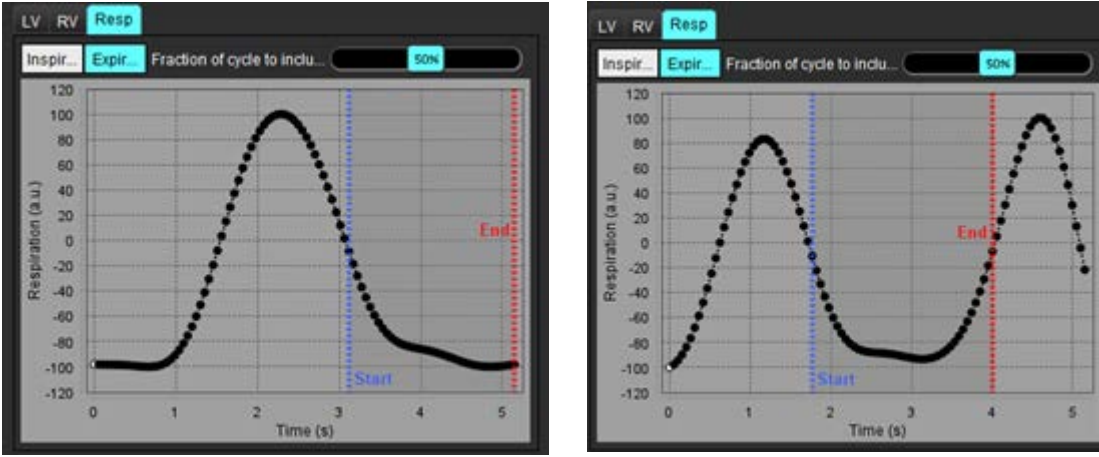 LV RV Resp
Inspir... Expir... Fraction of cycle to inclu... 50%
120
100
80
60
40
20
0
-20
-40
-60
-80
-100
-120
Respiration (a.u.)
End
Start
0 1 2 3 4 5
Time (s)
LV RV Resp
Inspir... Expir... Fraction of cycle to inclu... 50%
120
100
80
60
40
20
0
-20
-40
-60
-80
-100
-120
Respiration (a.u.)
End
Start
0 1 2 3 4 5
Time (s)